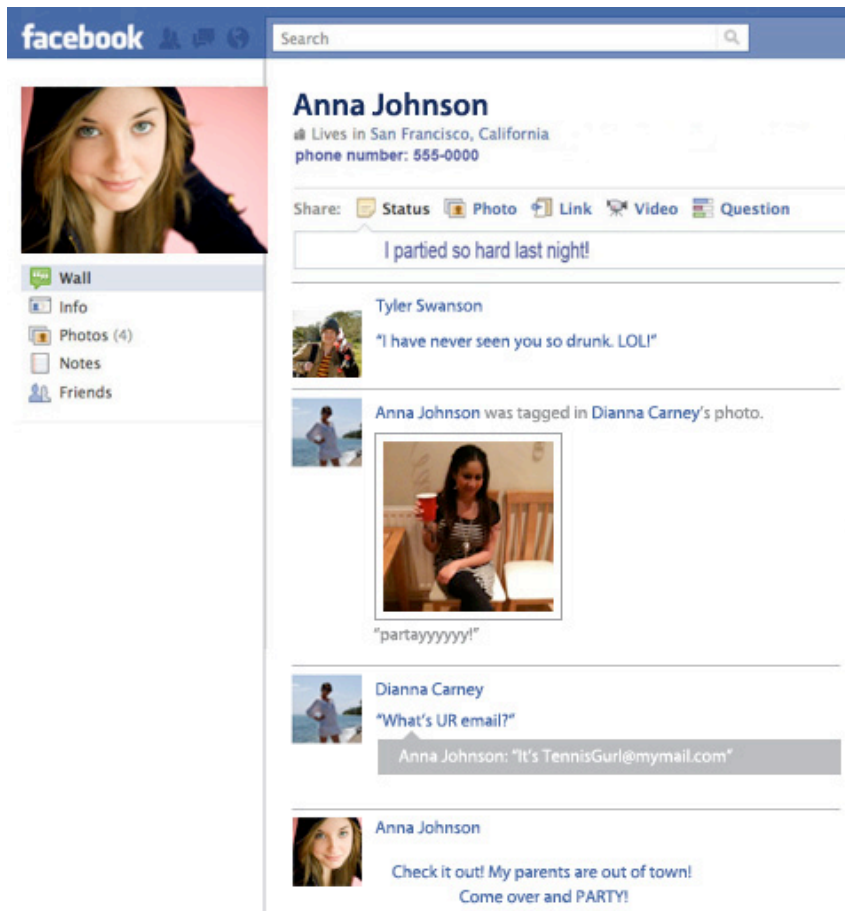 facebook
Search
Anna Johnson
Lives in San Francisco, California
phone number: 555-0000
Share: Status Photo Link Video Question
I partied so hard last night!
Wall
Info
Photos (4)
Notes
Friends
Tyler Swanson
“I have never seen you so drunk. LOL!”
Anna Johnson was tagged in Dianna Carney's photo.
“partayyyyyy!”
Dianna Carney
“What's UR email?”
Anna Johnson: “It's TennisGurl@mymail.com”
Anna Johnson
Check it out! My parents are out of town!
Come over and PARTY!